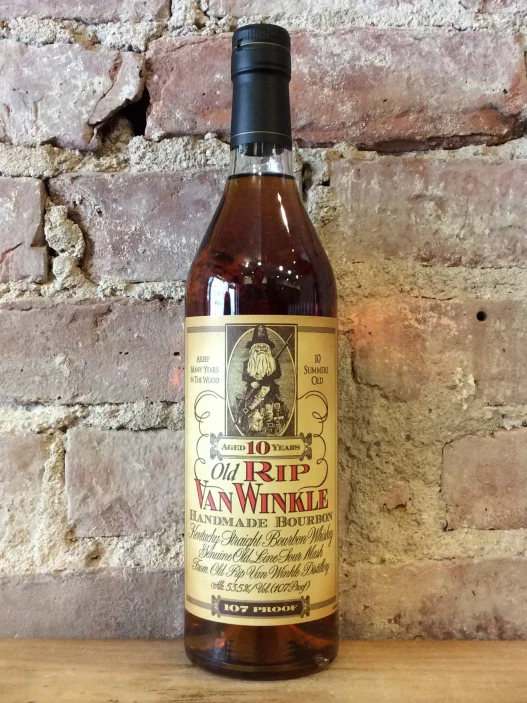 ASLEEP
MANY YEARS
IN THE WOOD
10
SUMMERS
OLD
AGED 10 YEARS
Old RIP
VAN WINKLE
HANDMADE BOURBON
Kentucky Straight Bourbon Whiskey
Genuine Old Line Sour Mash
From Old Rip Van Winkle Distillery
(Alc. 53.5%/Vol. (107 Proof)
107 PROOF